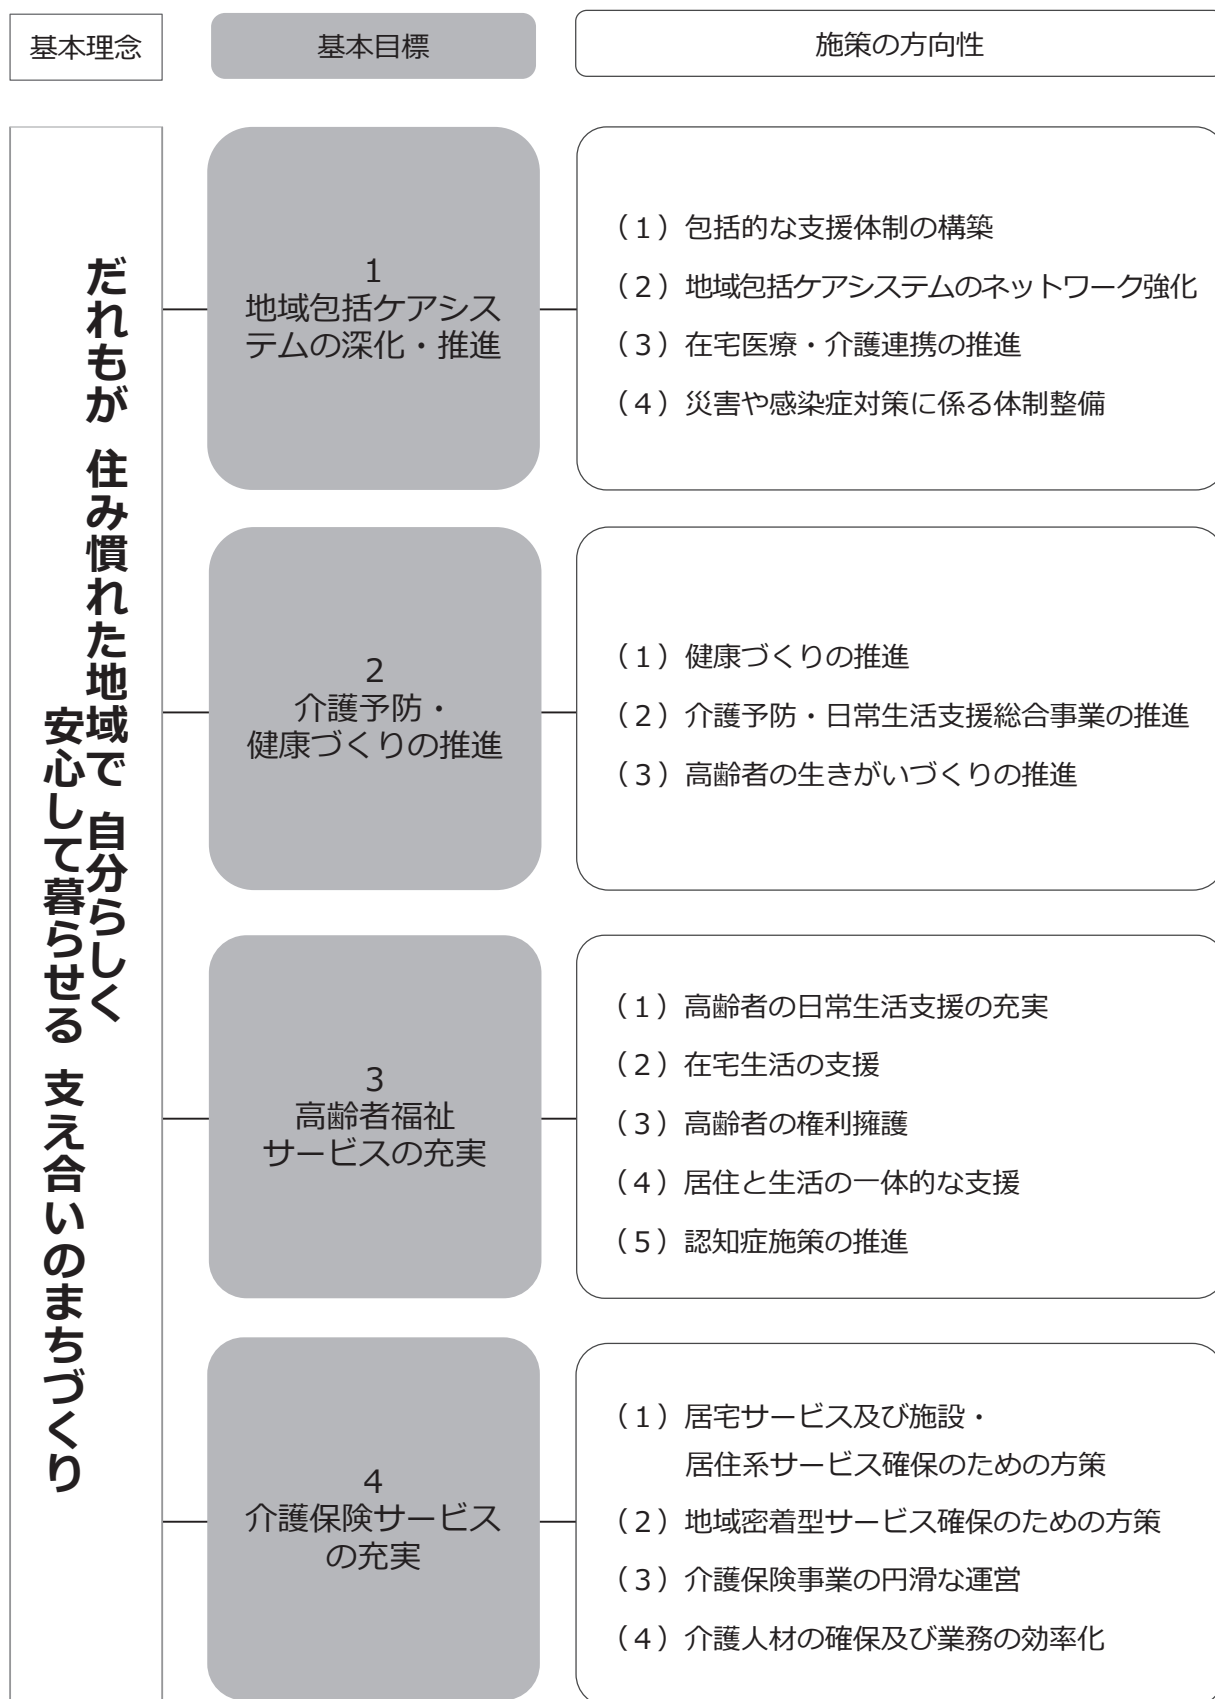 基本理念
基本目標
施策の方向性
だれもが 住み慣れた地域で 自分らしく
安心して暮らせる 支え合いのまちづくり
1
地域包括ケアシス
テムの深化・推進
（１）包括的な支援体制の構築
（２）地域包括ケアシステムのネットワーク強化
（３）在宅医療・介護連携の推進
（４）災害や感染症対策に係る体制整備
2
介護予防・
健康づくりの推進
（１）健康づくりの推進
（２）介護予防・日常生活支援総合事業の推進
（３）高齢者の生きがいづくりの推進
3
高齢者福祉
サービスの充実
（１）高齢者の日常生活支援の充実
（２）在宅生活の支援
（３）高齢者の権利擁護
（４）居住と生活の一体的な支援
（５）認知症施策の推進
4
介護保険サービス
の充実
（１）居宅サービス及び施設・
居住系サービス確保のための方策
（２）地域密着型サービス確保のための方策
（３）介護保険事業の円滑な運営
（４）介護人材の確保及び業務の効率化